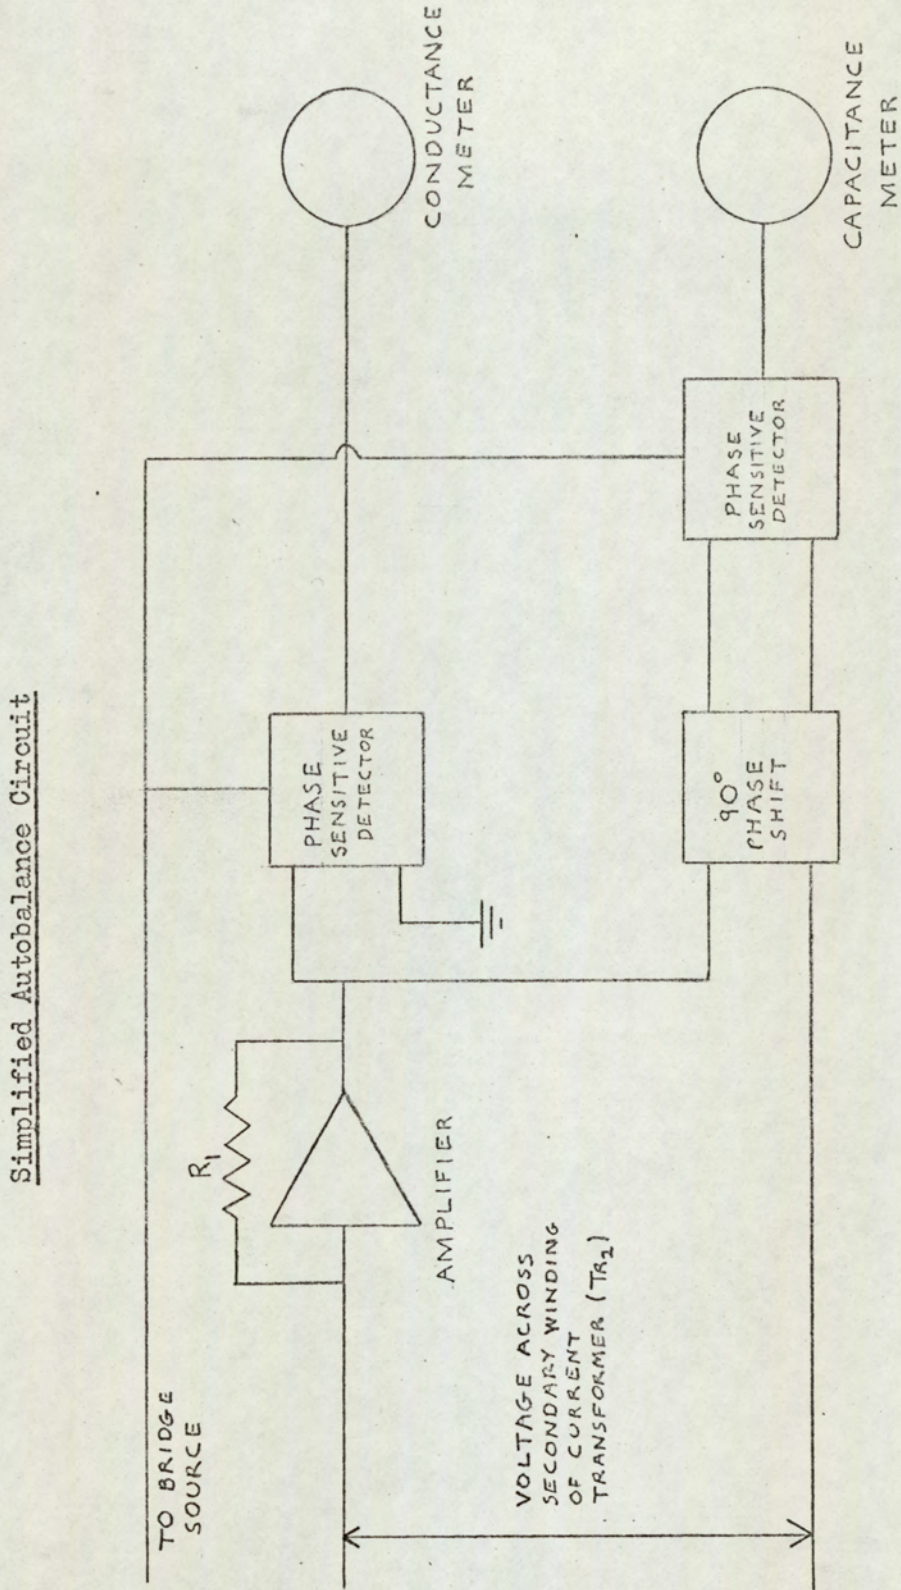 Simplified Autobalance Circuit
TO BRIDGE
SOURCE
R1
AMPLIFIER
VOLTAGE ACROSS
SECONDARY WINDING
OF CURRENT
TRANSFORMER (TR2)
PHASE
SENSITIVE
DETECTOR
90°
PHASE
SHIFT
PHASE
SENSITIVE
DETECTOR
CONDUCTANCE
METER
CAPACITANCE
METER